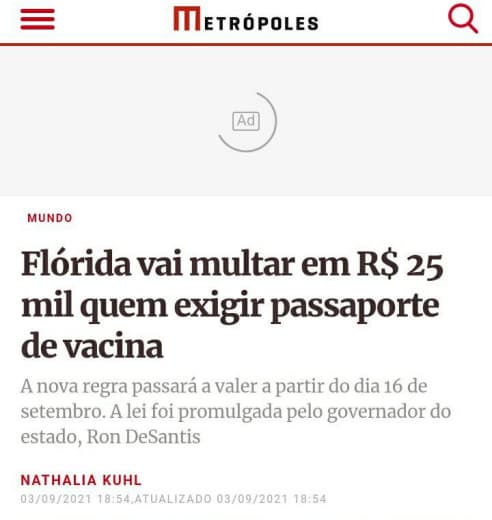 METRÓPOLES
Ad
MUNDO
Flórida vai multar em R$ 25
mil quem exigir passaporte
de vacina
A nova regra passará a valer a partir do dia 16 de
setembro. A lei foi promulgada pelo governador do
estado, Ron DeSantis
NATHALIA KUHL
03/09/2021 18:54,ATUALIZADO 03/09/2021 18:54